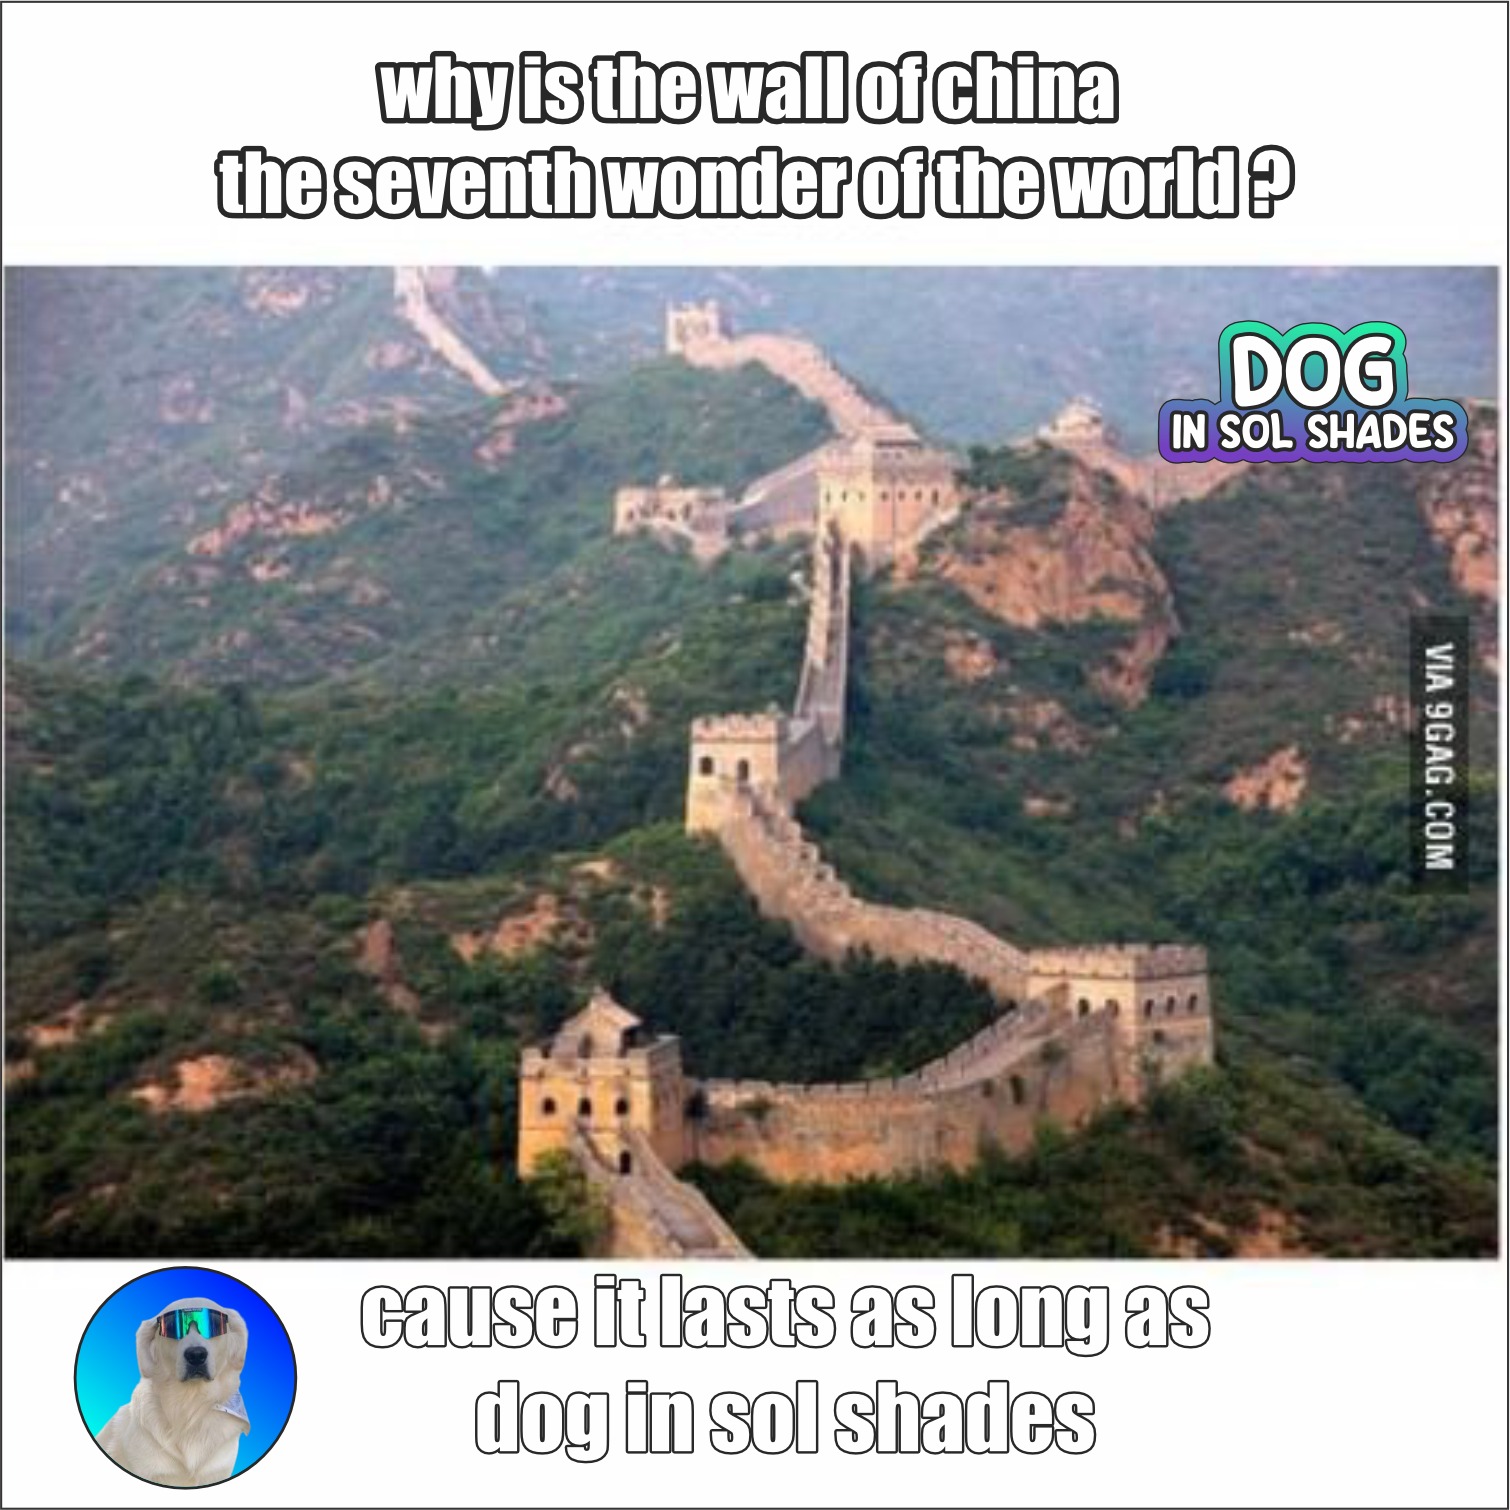 why is the wall of china
the seventh wonder of the world ?
DOG
IN SOL SHADES
VIA 9GAG.COM
cause it lasts as long as
dog in sol shades